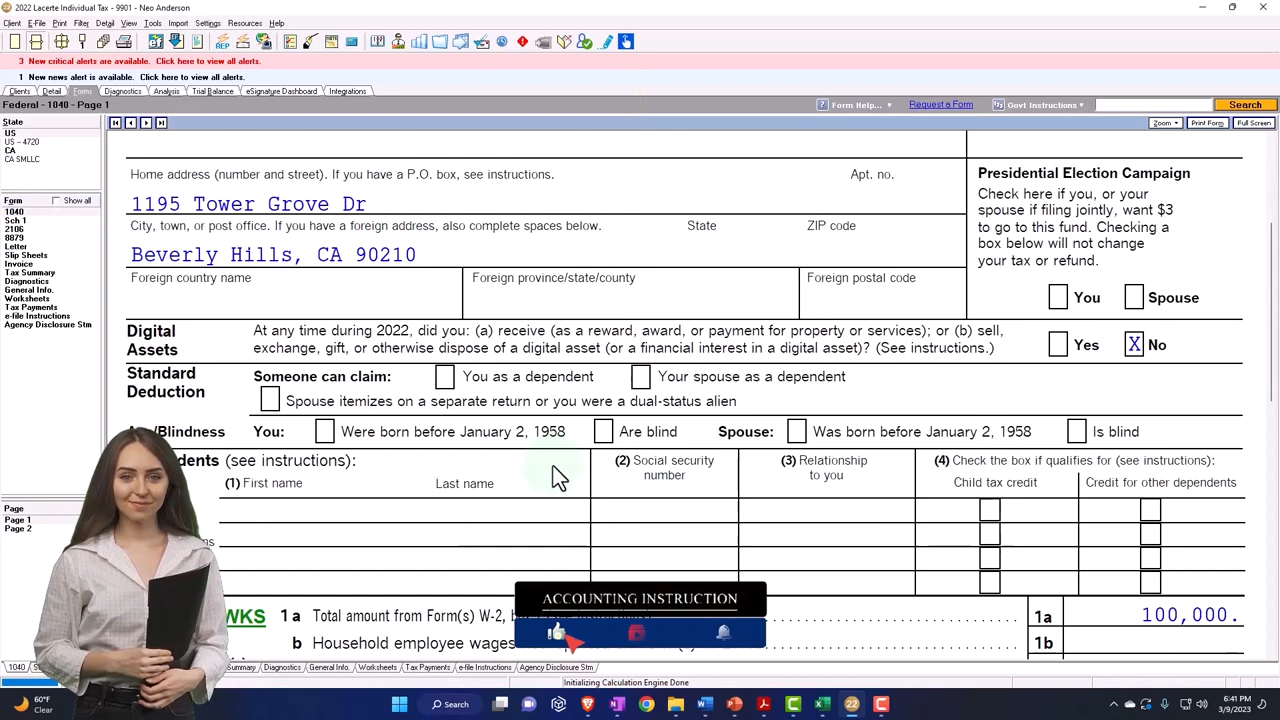 22 2022 Lacerte Individual Tax - 9901 - Neo Anderson
Client E-File Print Filter Detail View Tools Import Settings Resources Help
REP
3 New critical alerts are available. Click here to view all alerts.
1 New news alert is available. Click here to view all alerts.
Clients Detail Forms Diagnostics Analysis Trial Balance eSignature Dashboard Integrations
Federal - 1040 - Page 1 Form Help... Request a Form Govt Instructions Search
State
US
US - 4720
CA
CA SMLLC
Form Show all
1040
Sch 1
2106
8879
Letter
Slip Sheets
Invoice
Tax Summary
Diagnostics
General Info.
Worksheets
Tax Payments
e-file Instructions
Agency Disclosure Stm
Page
Page 1
Page 2
Zoom Print Form Full Screen
Home address (number and street). If you have a P.O. box, see instructions. Apt. no.
1195 Tower Grove Dr
City, town, or post office. If you have a foreign address, also complete spaces below. State ZIP code
Beverly Hills, CA 90210
Foreign country name Foreign province/state/county Foreign postal code
Presidential Election Campaign
Check here if you, or your
spouse if filing jointly, want $3
to go to this fund. Checking a
box below will not change
your tax or refund.
You Spouse
Digital Assets
At any time during 2022, did you: (a) receive (as a reward, award, or payment for property or services); or (b) sell,
exchange, gift, or otherwise dispose of a digital asset (or a financial interest in a digital asset)? (See instructions.)
Yes X No
Standard Deduction
Someone can claim: You as a dependent Your spouse as a dependent
Spouse itemizes on a separate return or you were a dual-status alien
/Blindness You: Were born before January 2, 1958 Are blind Spouse: Was born before January 2, 1958 Is blind
dents (see instructions):
(1) First name Last name
(2) Social security number
(3) Relationship to you
(4) Check the box if qualifies for (see instructions):
Child tax credit Credit for other dependents
ns
ACCOUNTING INSTRUCTION
WKS 1 a Total amount from Form(s) W-2, b 1a 100,000.
b Household employee wages 1b
1040 S Summary Diagnostics General Info. Worksheets Tax Payments e-file Instructions Agency Disclosure Stm
Initializing Calculation Engine Done
60°F
Clear
Search
22
6:41 PM
3/9/2023